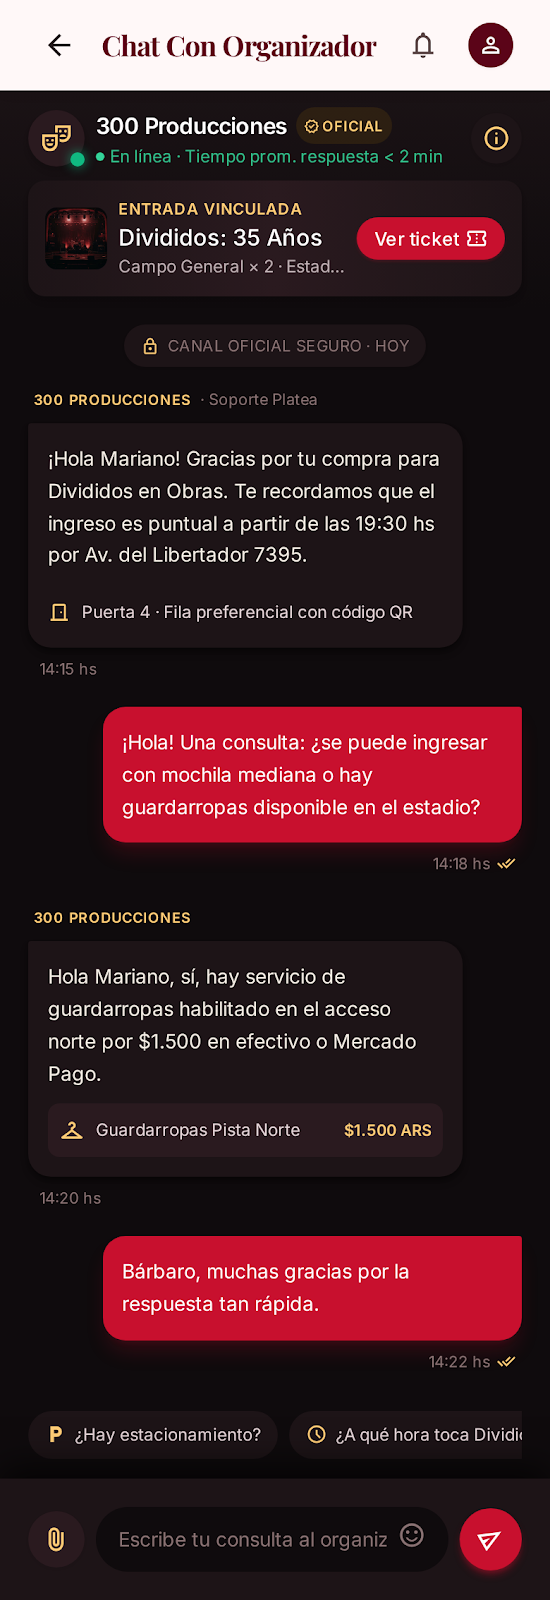 Chat Con Organizador
300 Producciones
OFICIAL
En línea · Tiempo prom. respuesta < 2 min
ENTRADA VINCULADA
Divididos: 35 Años
Campo General × 2 · Estad...
Ver ticket
CANAL OFICIAL SEGURO · HOY
300 PRODUCCIONES · Soporte Platea
¡Hola Mariano! Gracias por tu compra para
Divididos en Obras. Te recordamos que el
ingreso es puntual a partir de las 19:30 hs
por Av. del Libertador 7395.
Puerta 4 · Fila preferencial con código QR
14:15 hs
¡Hola! Una consulta: ¿se puede ingresar
con mochila mediana o hay
guardarropas disponible en el estadio?
14:18 hs
300 PRODUCCIONES
Hola Mariano, sí, hay servicio de
guardarropas habilitado en el acceso
norte por $1.500 en efectivo o Mercado
Pago.
Guardarropas Pista Norte $1.500 ARS
14:20 hs
Bárbaro, muchas gracias por la
respuesta tan rápida.
14:22 hs
P ¿Hay estacionamiento?
¿A qué hora toca Dividi
Escribe tu consulta al organiz